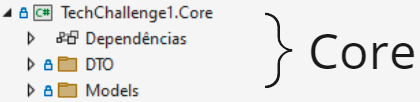 TechChallenge1.Core
Dependências
DTO
Models
Core